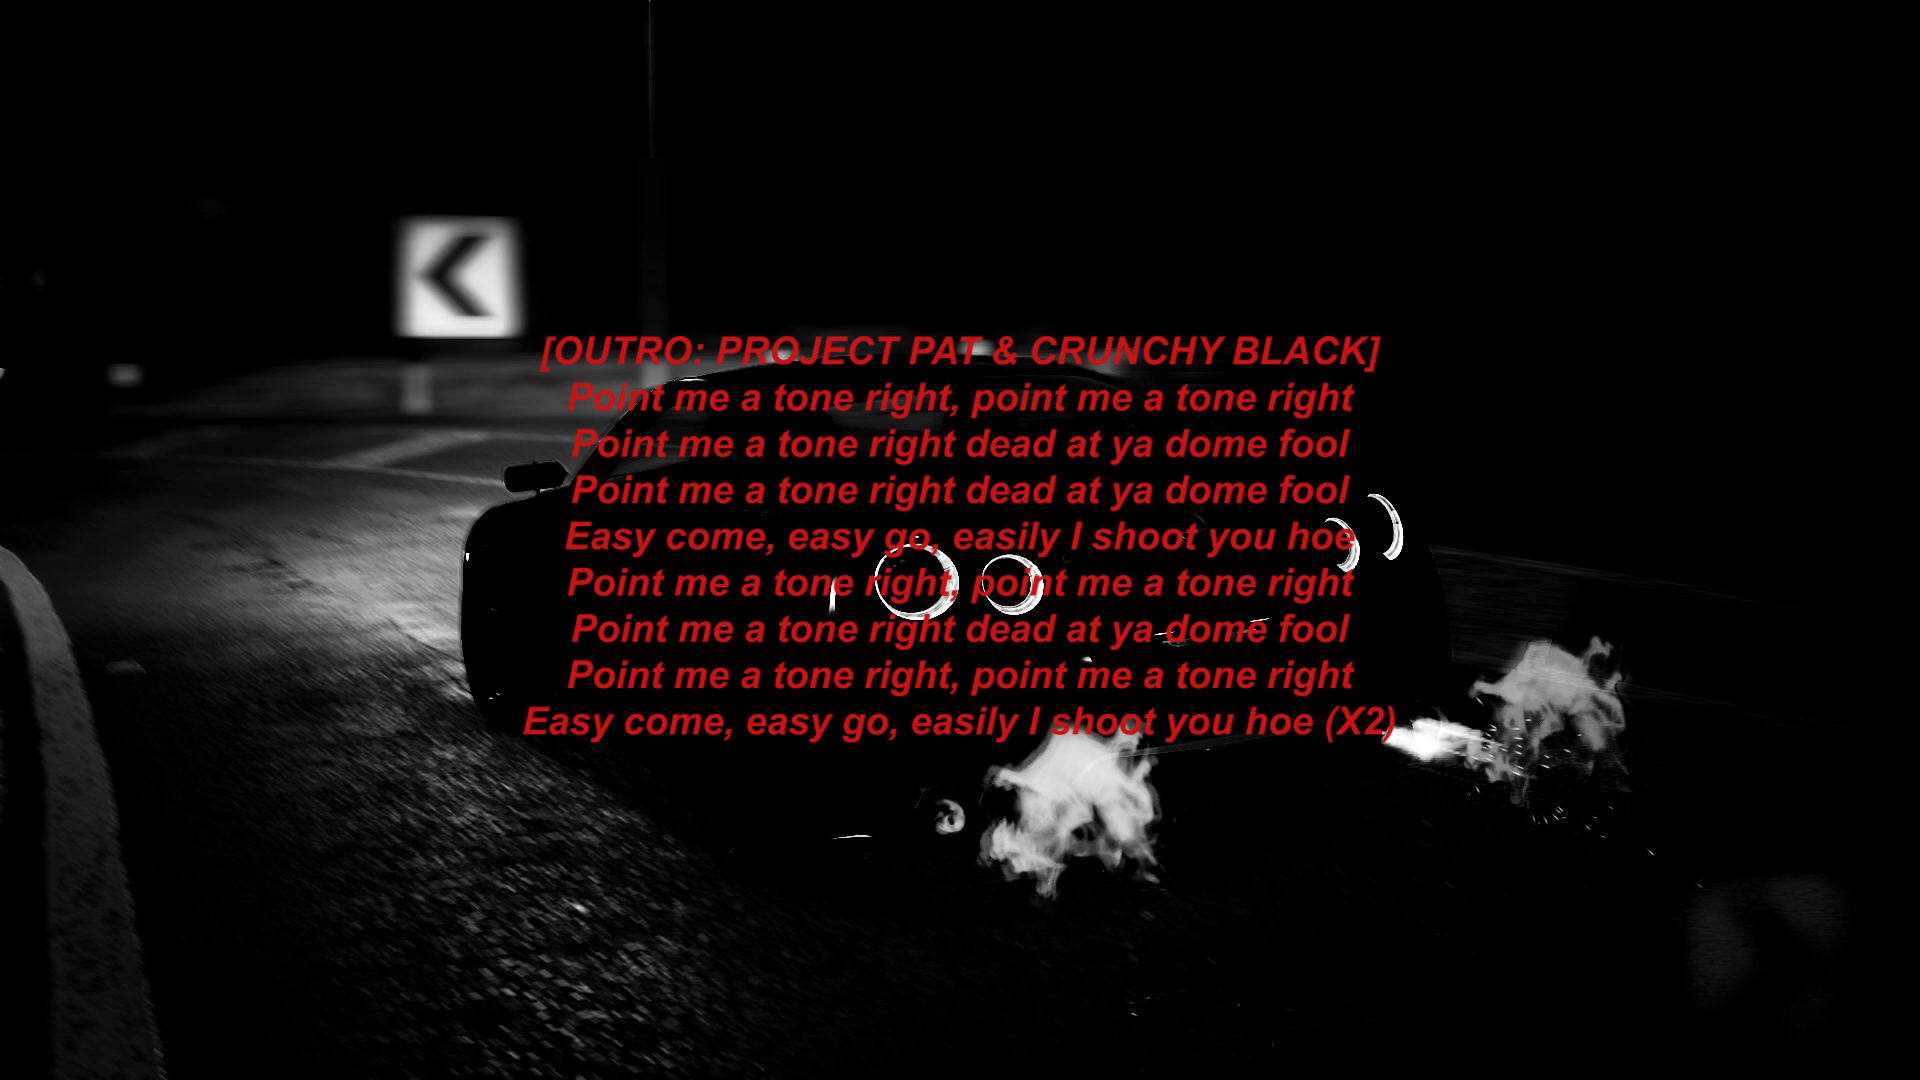 [OUTRO: PROJECT PAT & CRUNCHY BLACK]
Point me a tone right, point me a tone right
Point me a tone right dead at ya dome fool
Point me a tone right dead at ya dome fool
Easy come, easy go, easily I shoot you hoe
Point me a tone right, point me a tone right
Point me a tone right dead at ya dome fool
Point me a tone right, point me a tone right
Easy come, easy go, easily I shoot you hoe (X2)